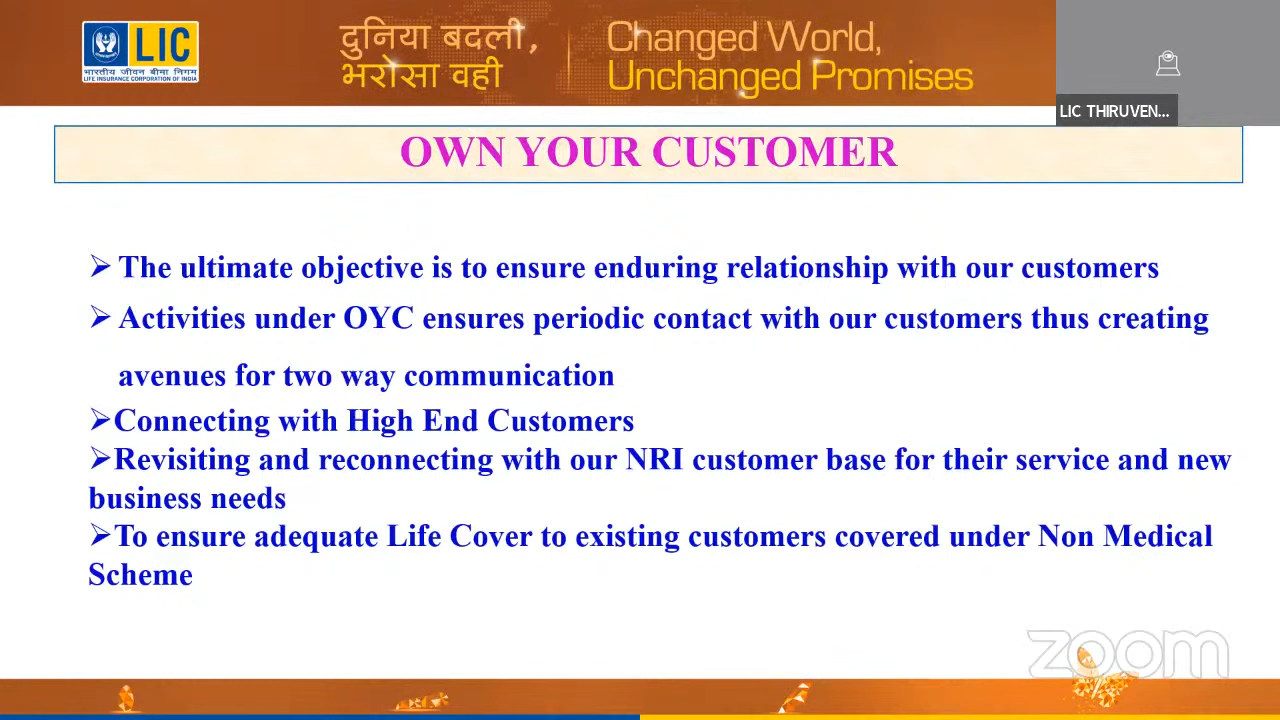 LIC
भारतीय जीवन बीमा निगम
LIFE INSURANCE CORPORATION OF INDIA
दुनिया बदली,
भरोसा वही
Changed World,
Unchanged Promises
LIC THIRUVEN...
OWN YOUR CUSTOMER
The ultimate objective is to ensure enduring relationship with our customers
Activities under OYC ensures periodic contact with our customers thus creating
avenues for two way communication
Connecting with High End Customers
Revisiting and reconnecting with our NRI customer base for their service and new
business needs
To ensure adequate Life Cover to existing customers covered under Non Medical
Scheme
zoom